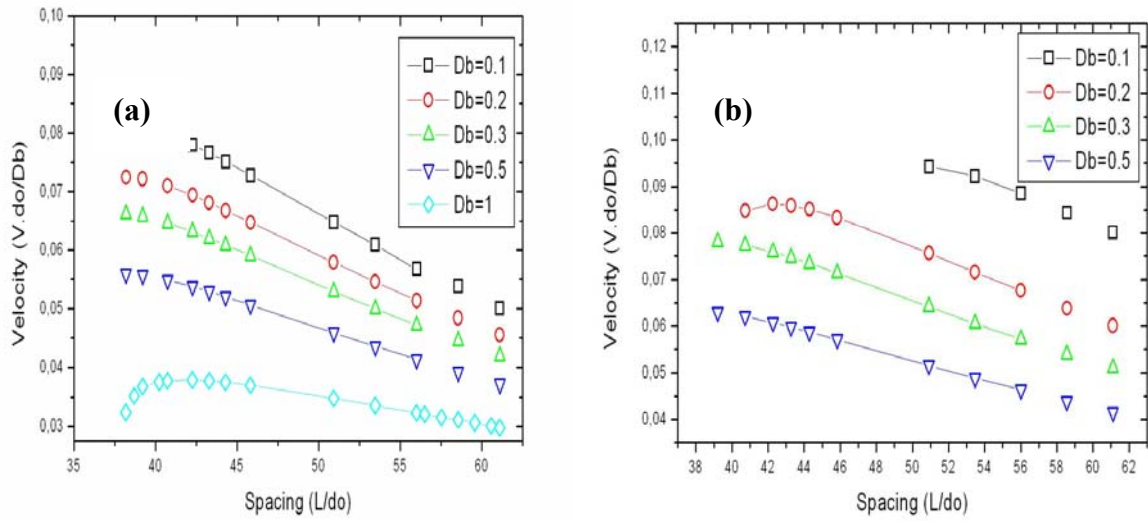 (a)
Velocity (V.do/Db)
0,10
0,09
0,08
0,07
0,06
0,05
0,04
0,03
Db=0.1
Db=0.2
Db=0.3
Db=0.5
Db=1
35 40 45 50 55 60
Spacing (L/do)
(b)
Velocity (V.do/Db)
0,12
0,11
0,10
0,09
0,08
0,07
0,06
0,05
0,04
Db=0.1
Db=0.2
Db=0.3
Db=0.5
38 40 42 44 46 48 50 52 54 56 58 60 62
Spacing (L/do)